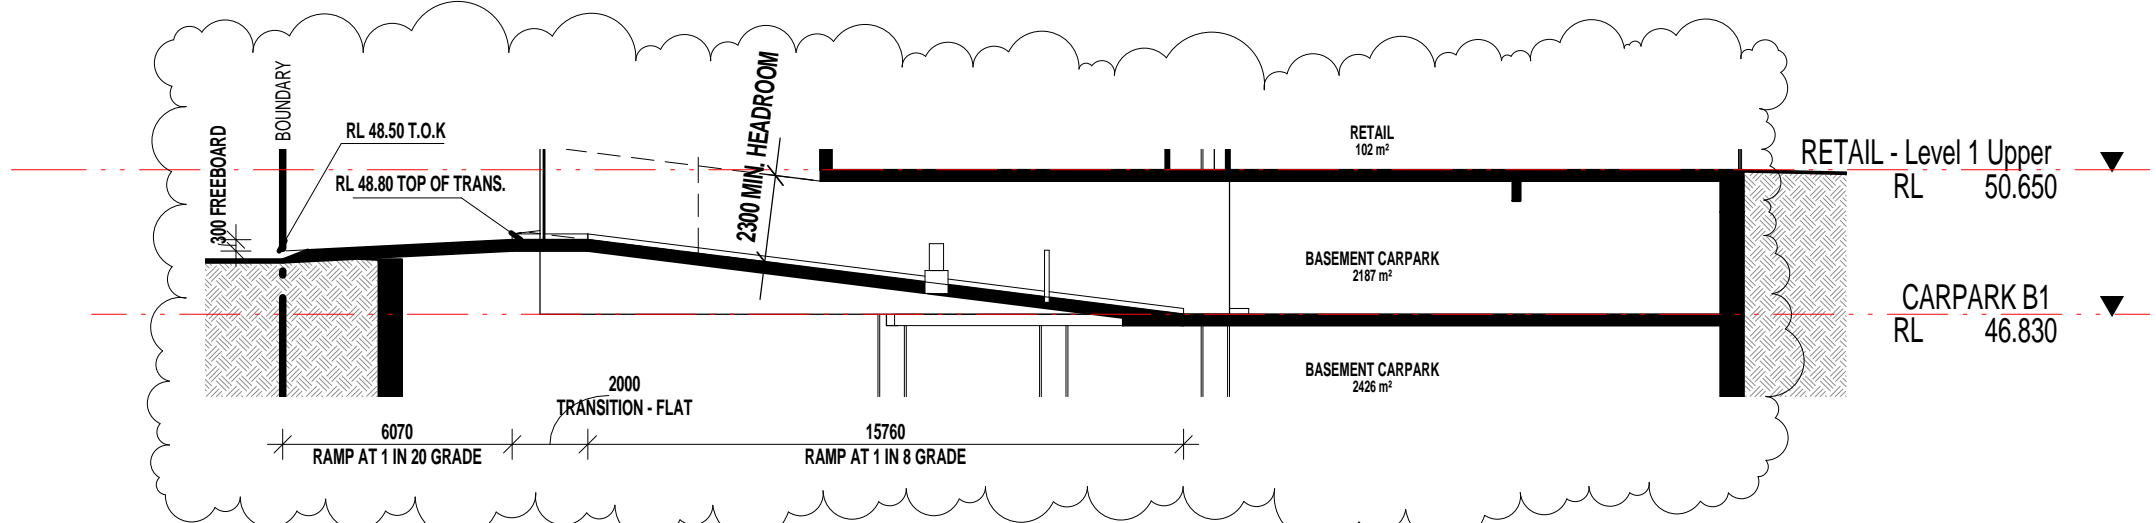 BOUNDARY
300 FREEBOARD
RL 48.50 T.O.K
RL 48.80 TOP OF TRANS.
2300 MIN. HEADROOM
RETAIL
102 m²
RETAIL - Level 1 Upper
RL 50.650
BASEMENT CARPARK
2187 m²
CARPARK B1
RL 46.830
BASEMENT CARPARK
2426 m²
2000
TRANSITION - FLAT
6070
RAMP AT 1 IN 20 GRADE
15760
RAMP AT 1 IN 8 GRADE